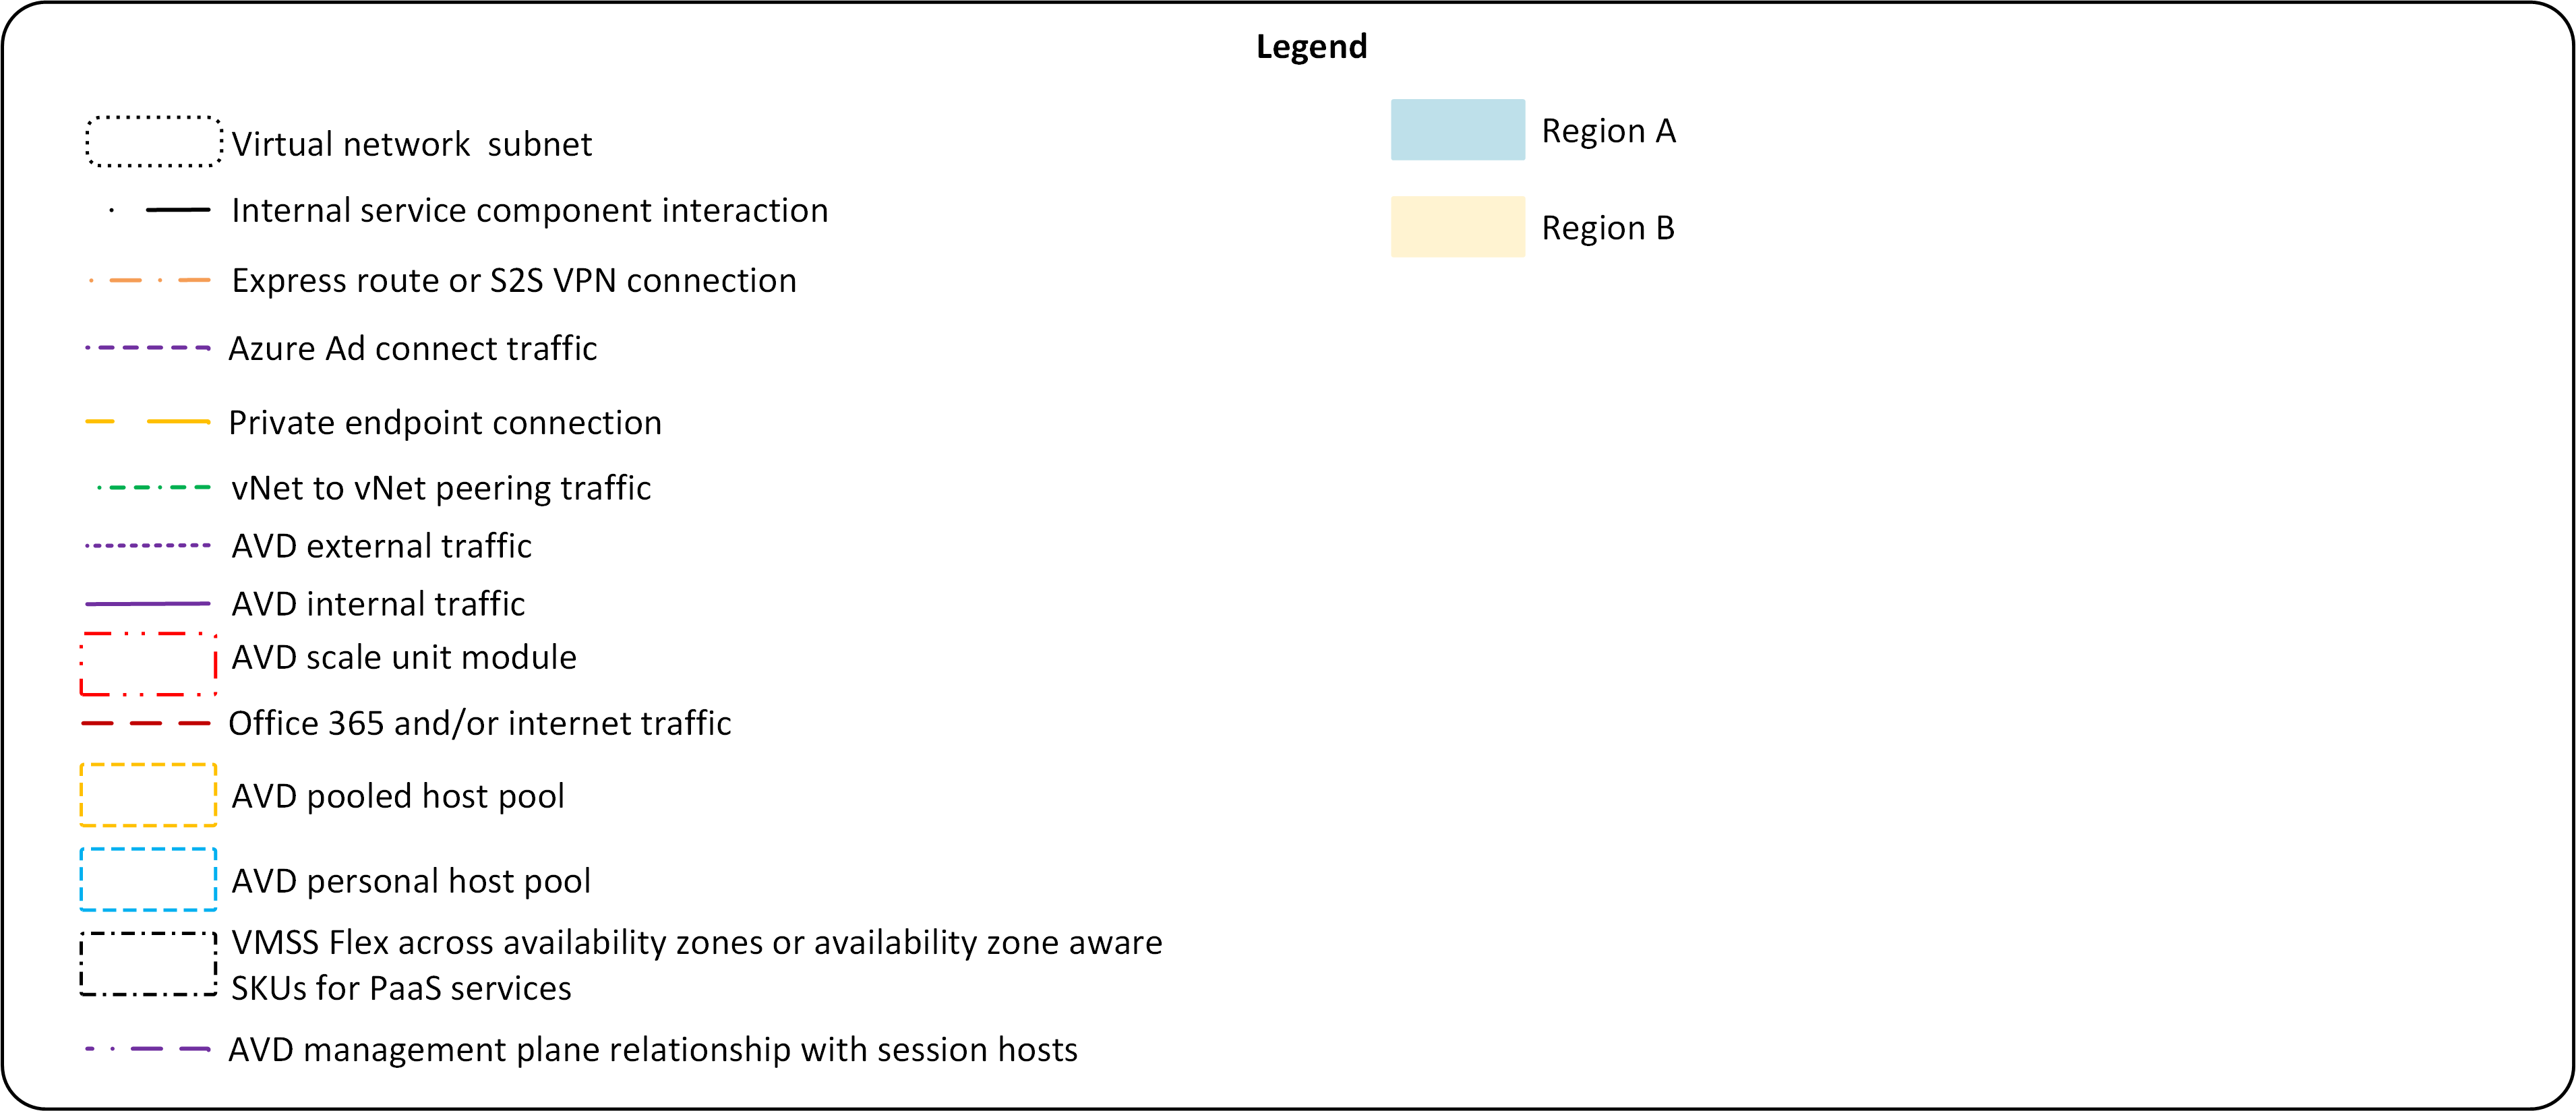 Legend
Virtual network  subnet
Internal service component interaction
Express route or S2S VPN connection
Azure Ad connect traffic
Private endpoint connection
vNet to vNet peering traffic
AVD external traffic
AVD internal traffic
AVD scale unit module
Office 365 and/or internet traffic
AVD pooled host pool
AVD personal host pool
VMSS Flex across availability zones or availability zone aware
SKUs for PaaS services
AVD management plane relationship with session hosts
Region A
Region B